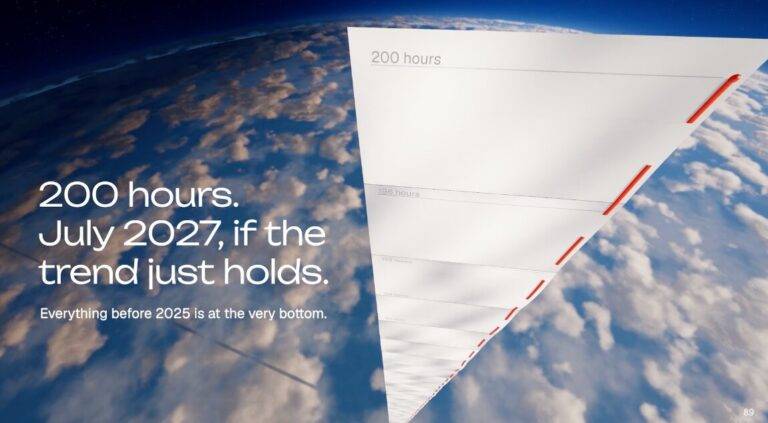 200 hours
200 hours.
July 2027, if the
trend just holds.
Everything before 2025 is at the very bottom.
89